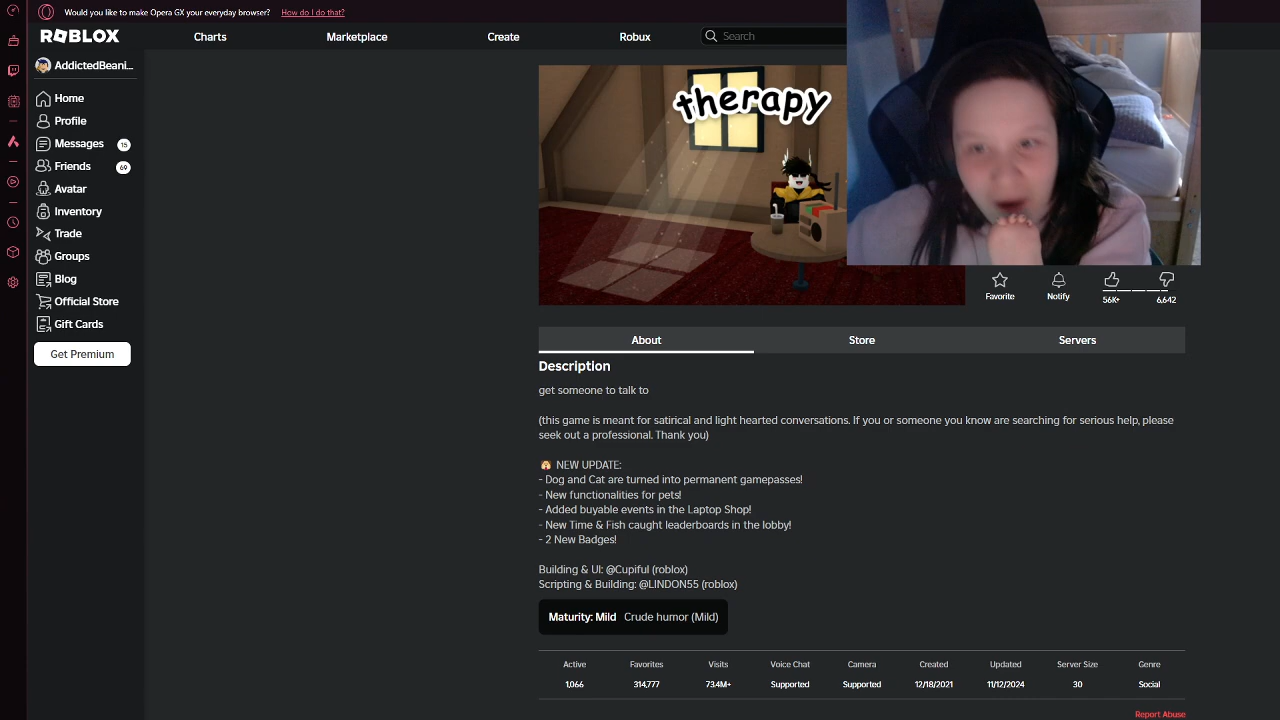 Would you like to make Opera GX your everyday browser? How do I do that?
ROBLOX Charts Marketplace Create Robux Search
AddictedBeani...
Home
Profile
Messages 15
Friends 69
Avatar
Inventory
Trade
Groups
Blog
Official Store
Gift Cards
Get Premium
therapy
Favorite Notify 56K+ 6,642
About Store Servers
Description
get someone to talk to
(this game is meant for satirical and light hearted conversations. If you or someone you know are searching for serious help, please
seek out a professional. Thank you)
NEW UPDATE:
- Dog and Cat are turned into permanent gamepasses!
- New functionalities for pets!
- Added buyable events in the Laptop Shop!
- New Time & Fish caught leaderboards in the lobby!
- 2 New Badges!
Building & UI: @Cupiful (roblox)
Scripting & Building: @LINDON55 (roblox)
Maturity: Mild Crude humor (Mild)
Active Favorites Visits Voice Chat Camera Created Updated Server Size Genre
1,066 314,777 73.4M+ Supported Supported 12/18/2021 11/12/2024 30 Social
Report Abuse